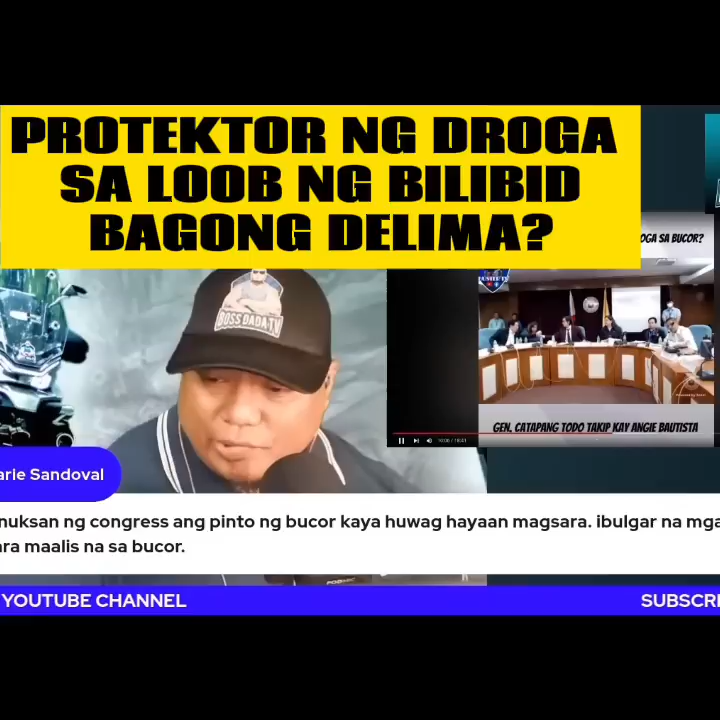 PROTEKTOR NG DROGA
SA LOOB NG BILIBID
BAGONG DELIMA?
OGA SA BUCOR?
BOSS DADA TV
GEN. CATAPANG TODO TAKIP KAY ANGIE BAUTISTA
arie Sandoval
nuksan ng congress ang pinto ng bucor kaya huwag hayaan magsara. ibulgar na mga
ara maalis na sa bucor.
YOUTUBE CHANNEL
SUBSCRI